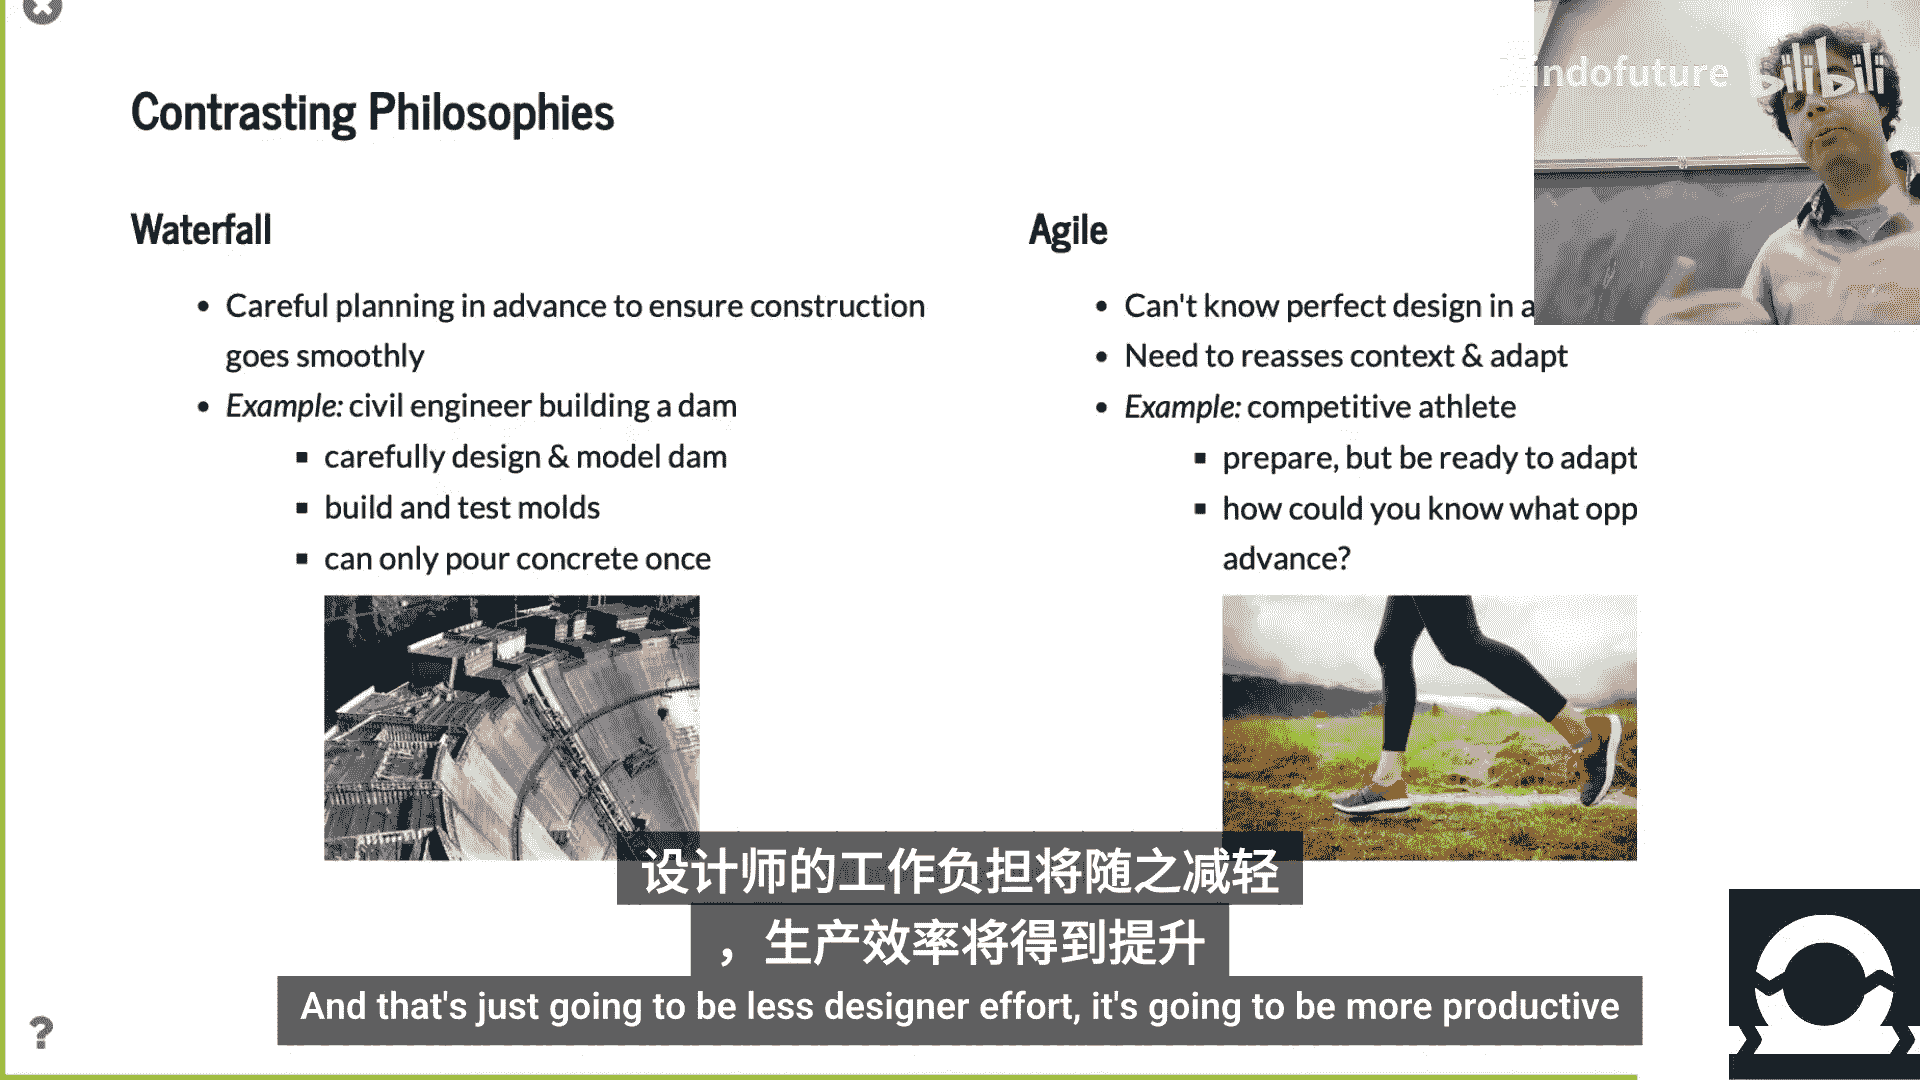 Contrasting Philosophies
indofuture
bilibili
Waterfall
Careful planning in advance to ensure construction
goes smoothly
Example: civil engineer building a dam
carefully design & model dam
build and test molds
can only pour concrete once
Agile
Can't know perfect design in a
Need to reasses context & adapt
Example: competitive athlete
prepare, but be ready to adapt
how could you know what opp
advance?
设计师的工作负担将随之减轻
，生产效率将得到提升
And that's just going to be less designer effort, it's going to be more productive
?